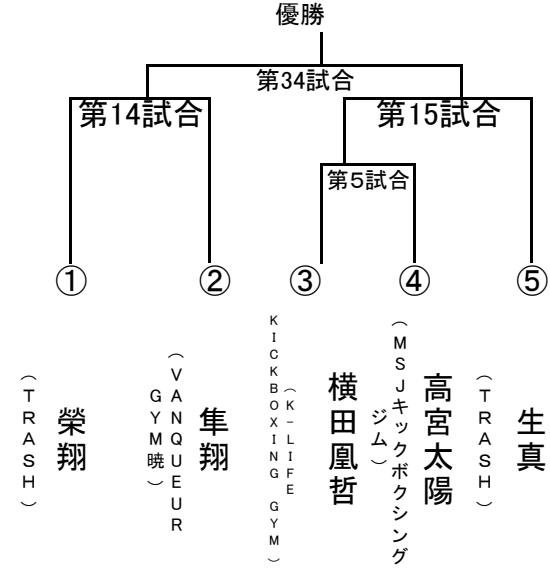 優勝
第34試合
第14試合
第15試合
第5試合
①
②
③
④
⑤
榮翔
（TRASH）
隼翔
（VANQUEUR
GYM暁）
横田凰哲
（K-LIFE
KICKBOXING GYM）
高宮太陽
（MSJキックボクシング
ジム）
生真
（TRASH）